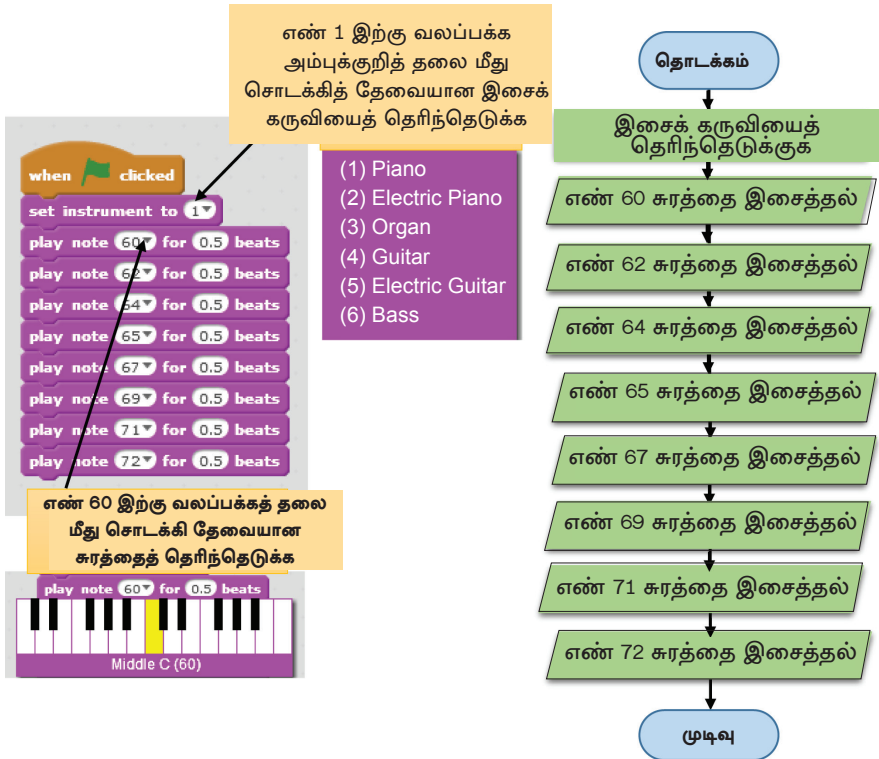 எண் 1 இற்கு வலப்பக்க
அம்புக்குறித் தலை மீது
சொடக்கித் தேவையான இசைக்
கருவியைத் தெரிந்தெடுக்க
when clicked
set instrument to 1
play note 60 for 0.5 beats
play note 62 for 0.5 beats
play note 64 for 0.5 beats
play note 65 for 0.5 beats
play note 67 for 0.5 beats
play note 69 for 0.5 beats
play note 71 for 0.5 beats
play note 72 for 0.5 beats
(1) Piano
(2) Electric Piano
(3) Organ
(4) Guitar
(5) Electric Guitar
(6) Bass
எண் 60 இற்கு வலப்பக்கத் தலை
மீது சொடக்கி தேவையான
சுரத்தைத் தெரிந்தெடுக்க
play note 60 for 0.5 beats
Middle C (60)
தொடக்கம்
இசைக் கருவியைத்
தெரிந்தெடுக்குக
எண் 60 சுரத்தை இசைத்தல்
எண் 62 சுரத்தை இசைத்தல்
எண் 64 சுரத்தை இசைத்தல்
எண் 65 சுரத்தை இசைத்தல்
எண் 67 சுரத்தை இசைத்தல்
எண் 69 சுரத்தை இசைத்தல்
எண் 71 சுரத்தை இசைத்தல்
எண் 72 சுரத்தை இசைத்தல்
முடிவு